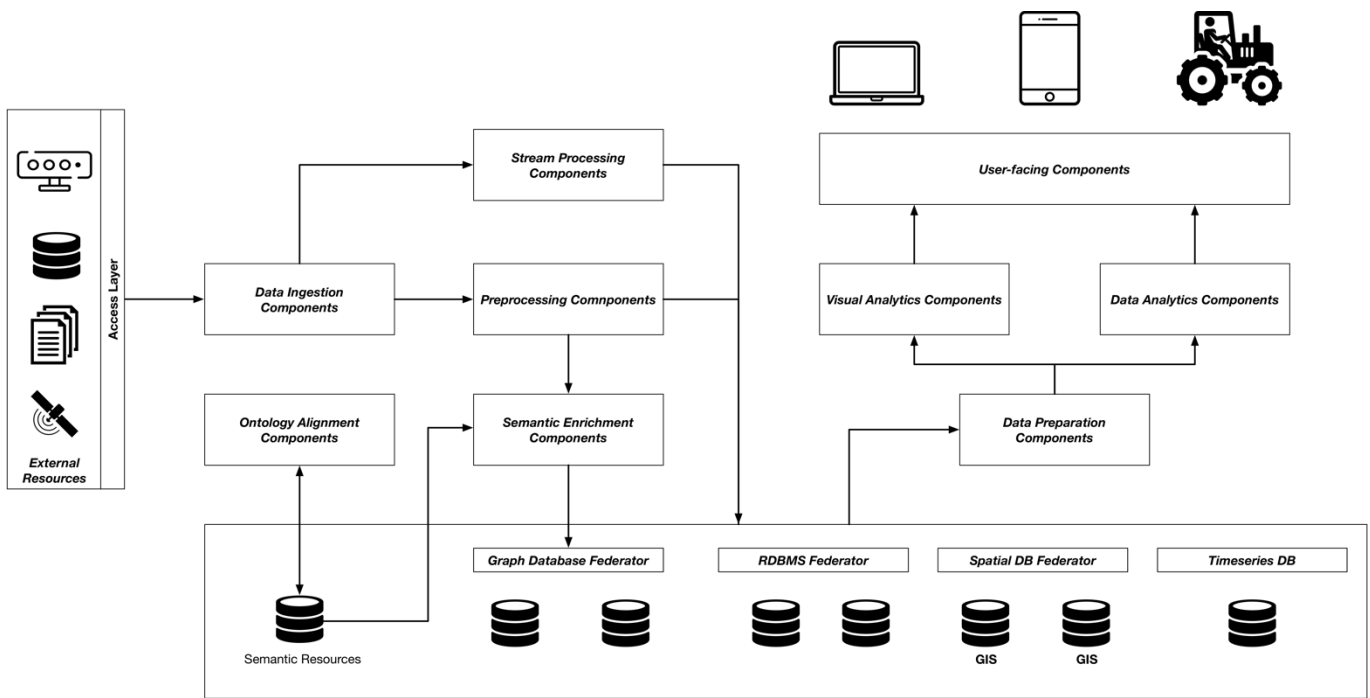 Stream Processing
Components
User-facing Components
Access Layer
Data Ingestion
Components
Preprocessing Comnponents
Visual Analytics Components
Data Analytics Components
Ontology Alignment
Components
Semantic Enrichment
Components
Data Preparation
Components
External
Resources
Graph Database Federator
RDBMS Federator
Spatial DB Federator
Timeseries DB
Semantic Resources
GIS
GIS